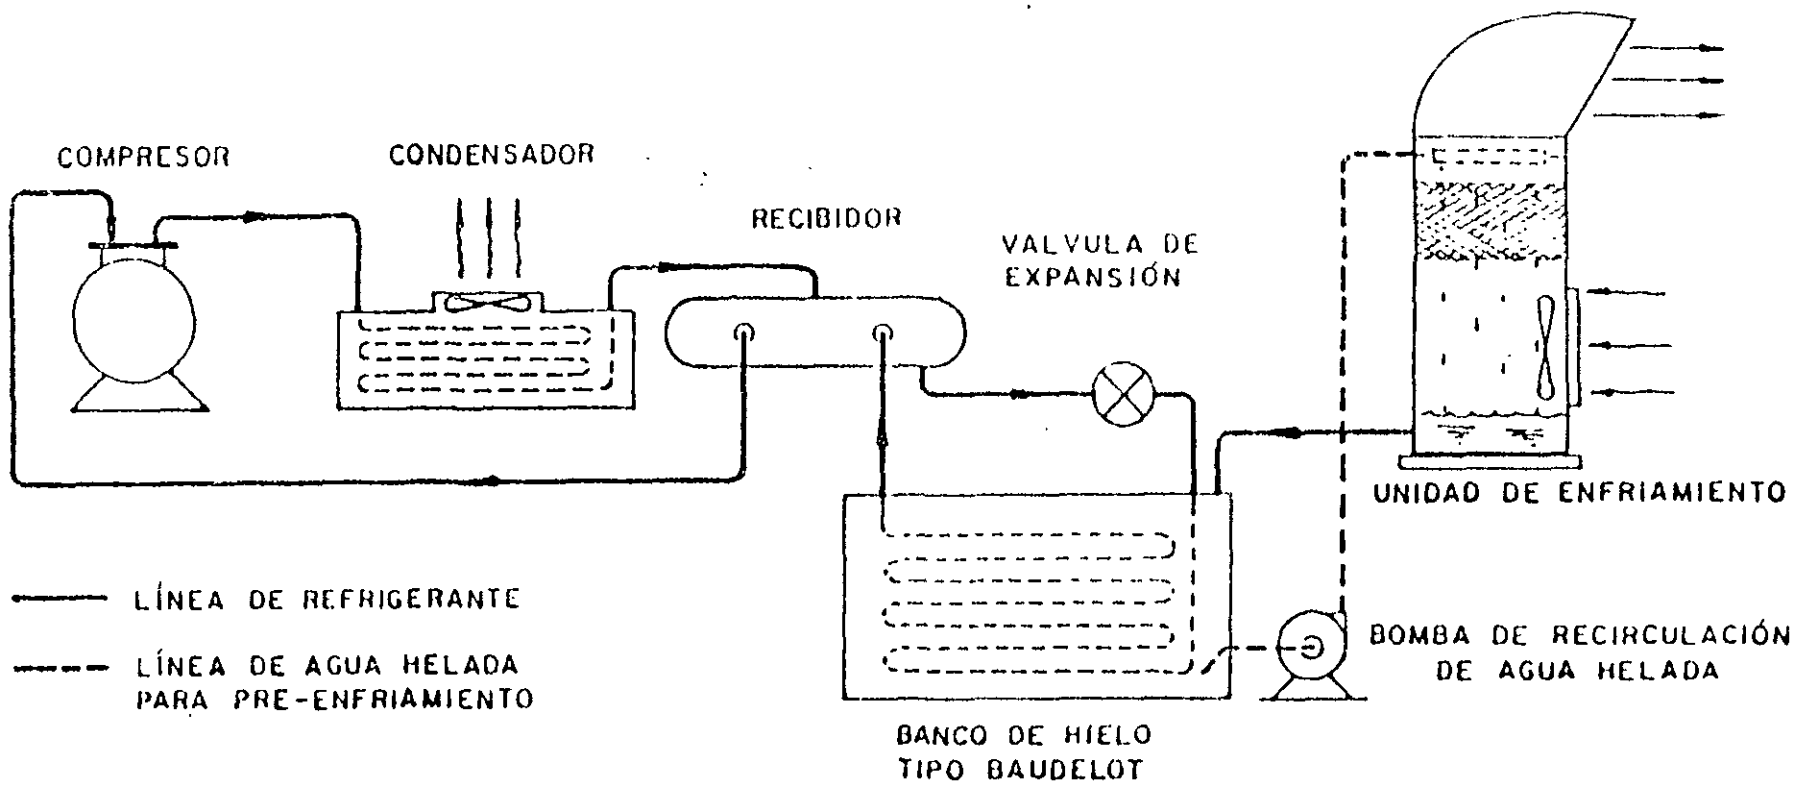 COMPRESOR
CONDENSADOR
RECIBIDOR
VALVULA DE
EXPANSIÓN
UNIDAD DE ENFRIAMIENTO
LÍNEA DE REFRIGERANTE
LÍNEA DE AGUA HELADA
PARA PRE-ENFRIAMIENTO
BOMBA DE RECIRCULACIÓN
DE AGUA HELADA
BANCO DE HIELO
TIPO BAUDELOT